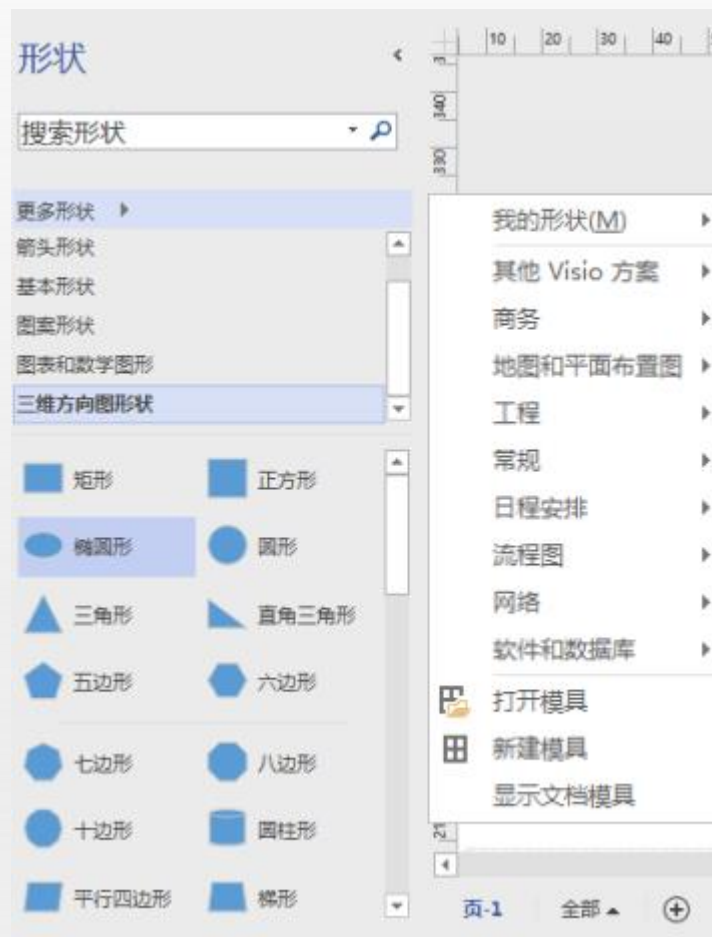 形状
搜索形状
更多形状
箭头形状
基本形状
图案形状
图表和数学图形
三维方向图形状
矩形 正方形
椭圆形 圆形
三角形 直角三角形
五边形 六边形
七边形 八边形
十边形 圆柱形
平行四边形 梯形
10 20 30 40
340
330
我的形状(M)
其他 Visio 方案
商务
地图和平面布置图
工程
常规
日程安排
流程图
网络
软件和数据库
打开模具
新建模具
显示文档模具
页-1 全部